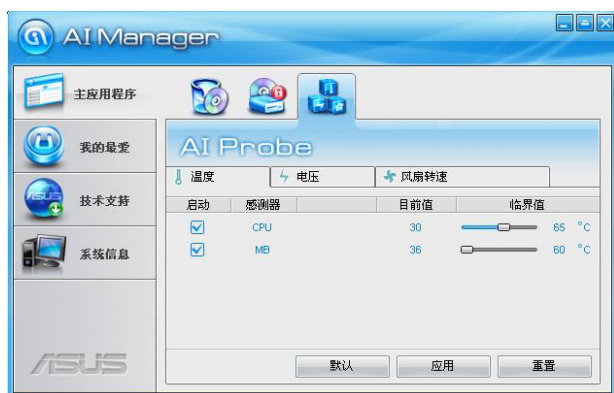 AI Manager
主应用程序
我的最爱
技术支持
系统信息
ASUS
AI Probe
温度 电压 风扇转速
启动 感测器 目前值 临界值
CPU 30 65 °C
MB 36 60 °C
默认 应用 重置